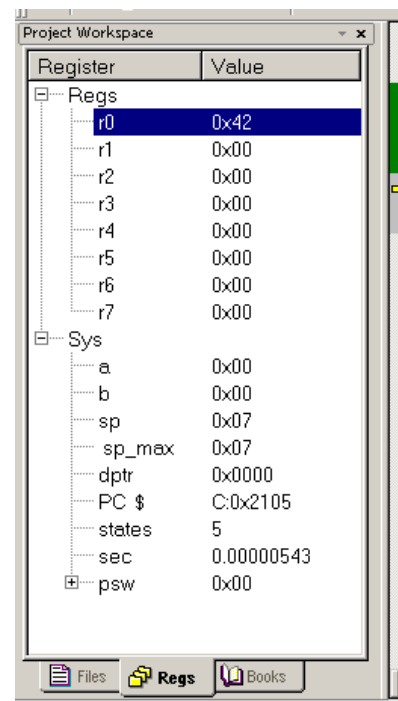 Project Workspace
Register Value
Regs
r0 0x42
r1 0x00
r2 0x00
r3 0x00
r4 0x00
r5 0x00
r6 0x00
r7 0x00
Sys
a 0x00
b 0x00
sp 0x07
sp_max 0x07
dptr 0x0000
PC $ C:0x2105
states 5
sec 0.00000543
psw 0x00
Files Regs Books